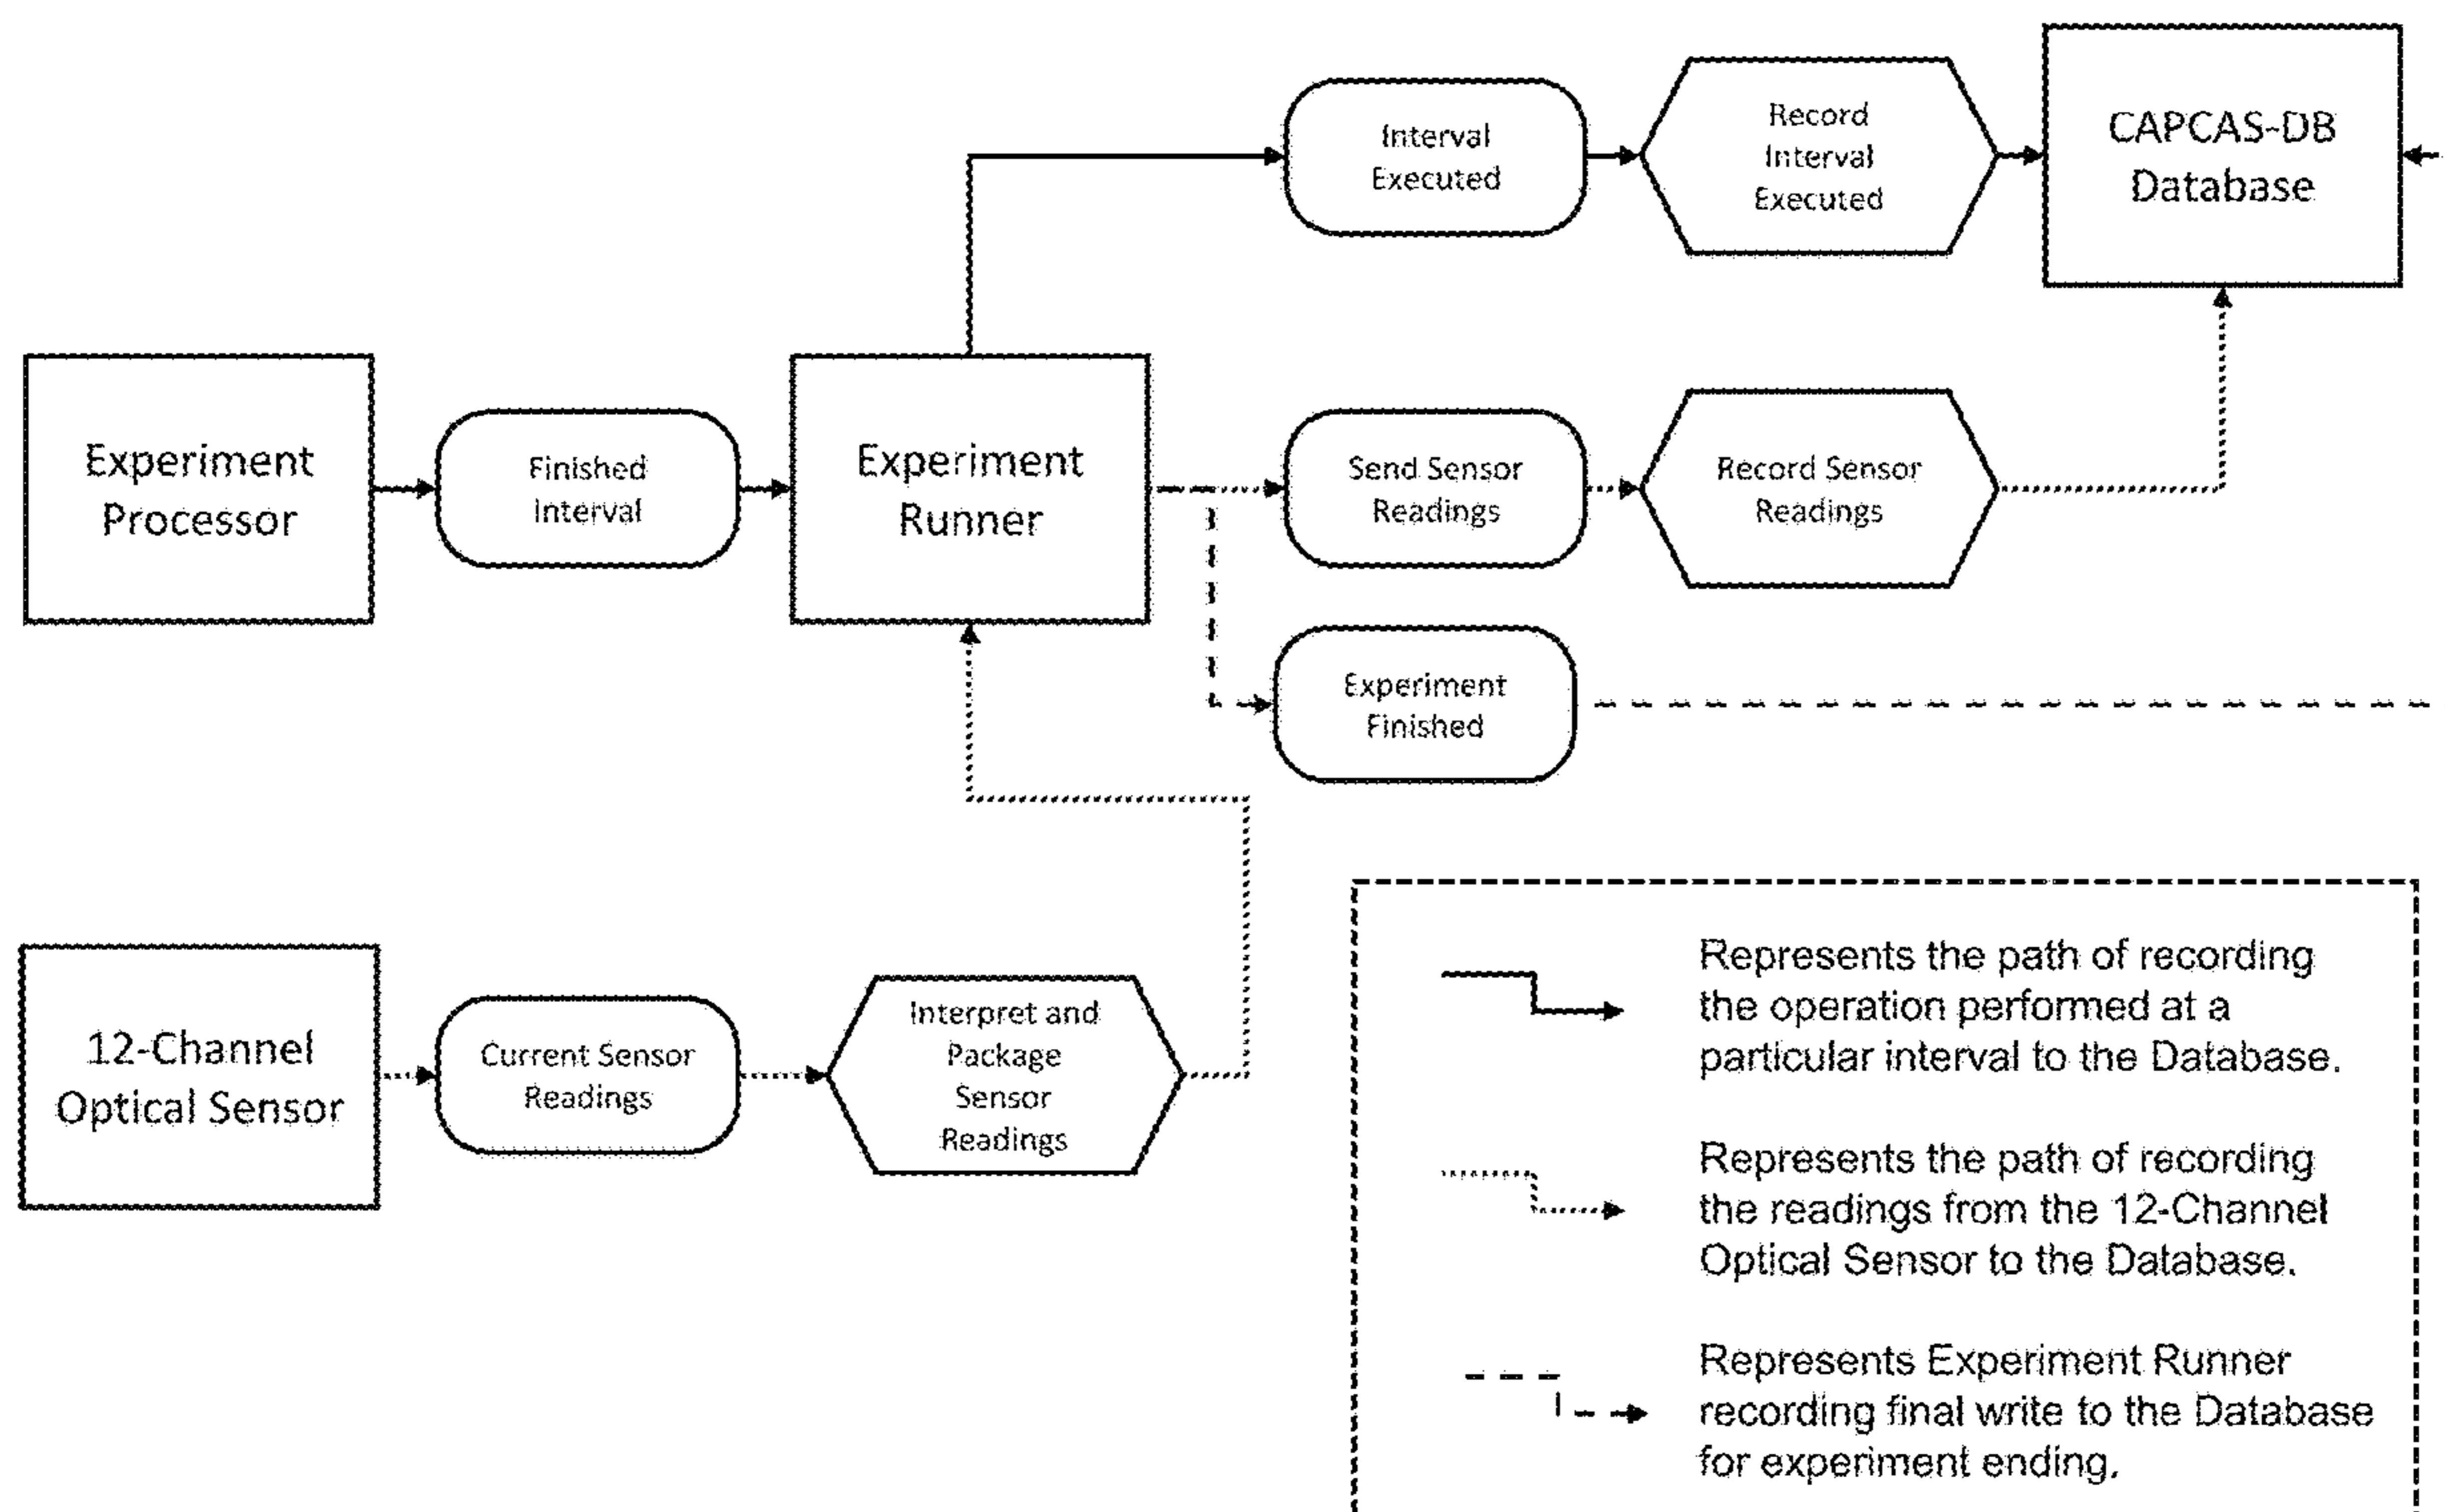 Interval
Executed
Record
Interval
Executed
CAPCAS-DB
Database
Experiment
Processor
Finished
Interval
Experiment
Runner
Send Sensor
Readings
Record Sensor
Readings
Experiment
Finished
12-Channel
Optical Sensor
Current Sensor
Readings
Interpret and
Package
Sensor
Readings
Represents the path of recording
the operation performed at a
particular interval to the Database.
Represents the path of recording
the readings from the 12-Channel
Optical Sensor to the Database.
Represents Experiment Runner
recording final write to the Database
for experiment ending.